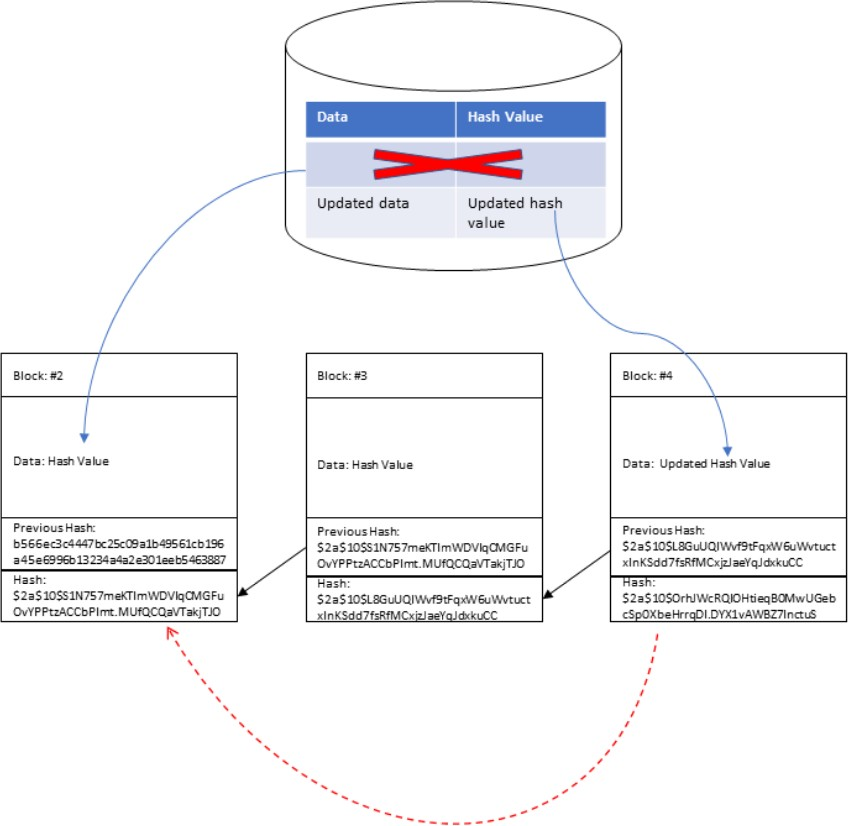 Data Hash Value
Updated data Updated hash
value
Block: #2
Data: Hash Value
Previous Hash:
b566ec3c4447bc25c09a1b49561cb196
a45e6996b13234a4a2e301eeb5463887
Hash:
$2a$10$S1N757meKTImWDVIqCMGFu
OvYPPtzACCbPImt.MUfQCQaVTakjTJO
Block: #3
Data: Hash Value
Previous Hash:
$2a$10$S1N757meKTImWDVIqCMGFu
OvYPPtzACCbPImt.MUfQCQaVTakjTJO
Hash:
$2a$10$L8GuUQIWvf9tFqxW6uWvtuct
xInKSdd7fsRfMCxjzJaeYqJdxkuCC
Block: #4
Data: Updated Hash Value
Previous Hash:
$2a$10$L8GuUQIWvf9tFqxW6uWvtuct
xInKSdd7fsRfMCxjzJaeYqJdxkuCC
Hash:
$2a$10$OrhJWcRQIOHtieqB0MwUGeb
cSp0XbeHrrqDI.DYX1vAWBZ7InctuS